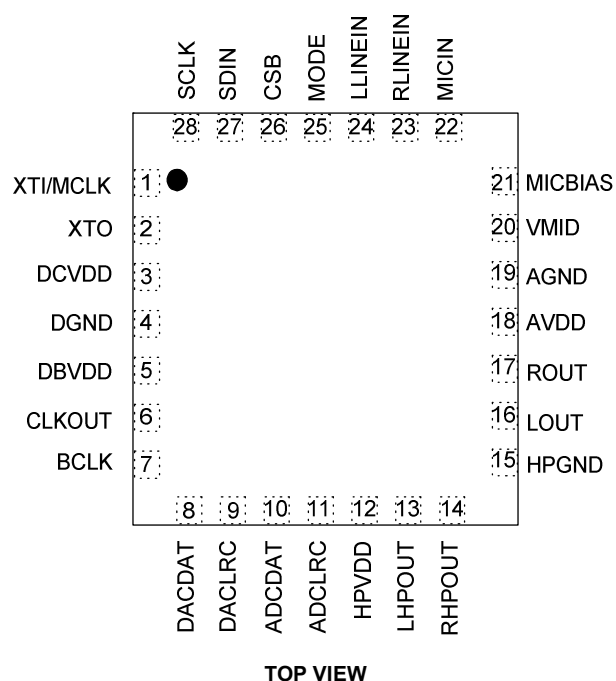 SCLK
SDIN
CSB
MODE
LLINEIN
RLINEIN
MICIN
28 27 26 25 24 23 22
XTI/MCLK 1
XTO 2
DCVDD 3
DGND 4
DBVDD 5
CLKOUT 6
BCLK 7
21 MICBIAS
20 VMID
19 AGND
18 AVDD
17 ROUT
16 LOUT
15 HPGND
8 9 10 11 12 13 14
DACDAT
DACLRC
ADCDAT
ADCLRC
HPVDD
LHPOUT
RHPOUT
TOP VIEW